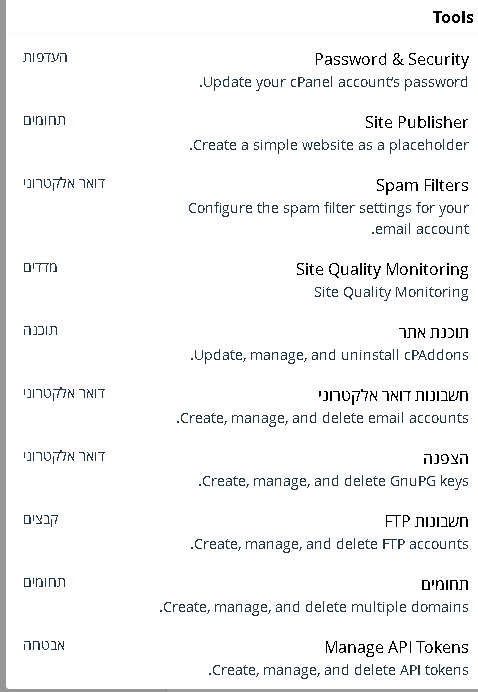 Tools
Password & Security
העדפות
Update your cPanel account's password.
Site Publisher
תחומים
Create a simple website as a placeholder.
Spam Filters
דואר אלקטרוני
Configure the spam filter settings for your
email account.
Site Quality Monitoring
מדדים
Site Quality Monitoring
תוכנת אתר
תוכנה
Update, manage, and uninstall cPAddons.
חשבונות דואר אלקטרוני
דואר אלקטרוני
Create, manage, and delete email accounts.
הצפנה
דואר אלקטרוני
Create, manage, and delete GnuPG keys.
חשבונות FTP
קבצים
Create, manage, and delete FTP accounts.
תחומים
תחומים
Create, manage, and delete multiple domains.
Manage API Tokens
אבטחה
Create, manage, and delete API tokens.